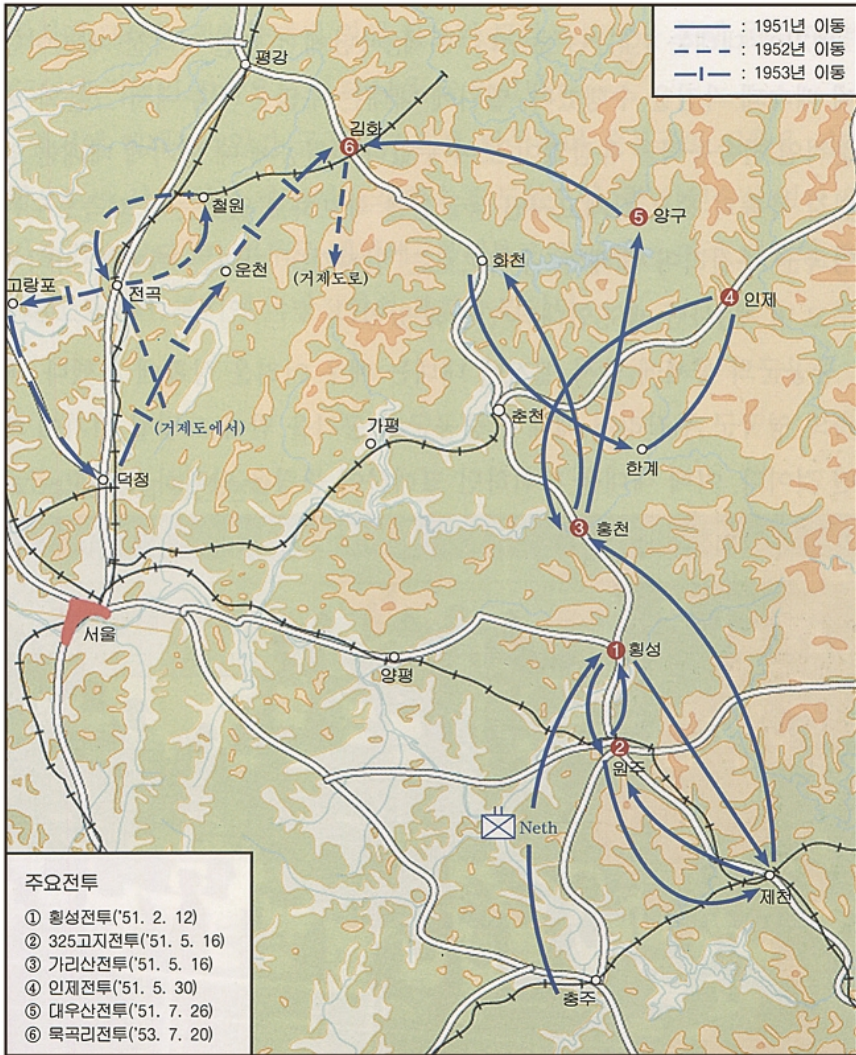 : 1951년 이동
: 1952년 이동
: 1953년 이동
평강
김화
6
철원
5 양구
고랑포
전곡
운천
(거제도로)
화천
4 인제
춘천
가평
(거제도에서)
한계
덕정
3 홍천
서울
1 횡성
양평
2
원주
Neth
제천
충주
주요전투
① 횡성전투('51. 2. 12)
② 325고지전투('51. 5. 16)
③ 가리산전투('51. 5. 16)
④ 인제전투('51. 5. 30)
⑤ 대우산전투('51. 7. 26)
⑥ 묵곡리전투('53. 7. 20)